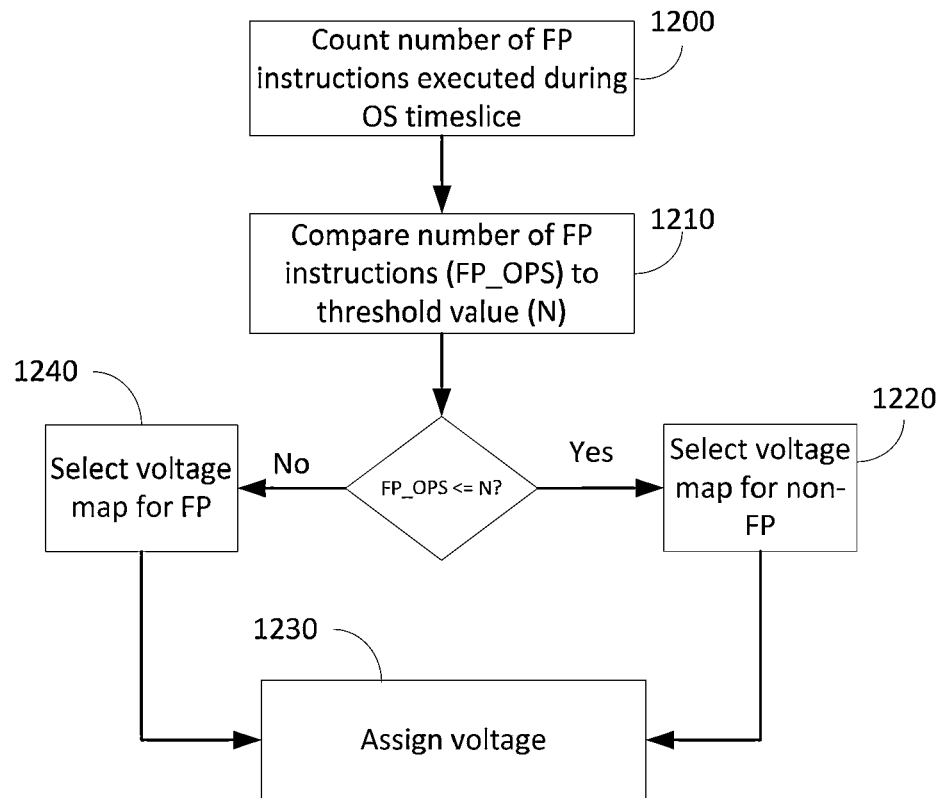 Count number of FP
instructions executed during
OS timeslice
1200
Compare number of FP
instructions (FP_OPS) to
threshold value (N)
1210
1240
1220
Select voltage
map for FP
No
FP_OPS <= N?
Yes
Select voltage
map for non-
FP
1230
Assign voltage